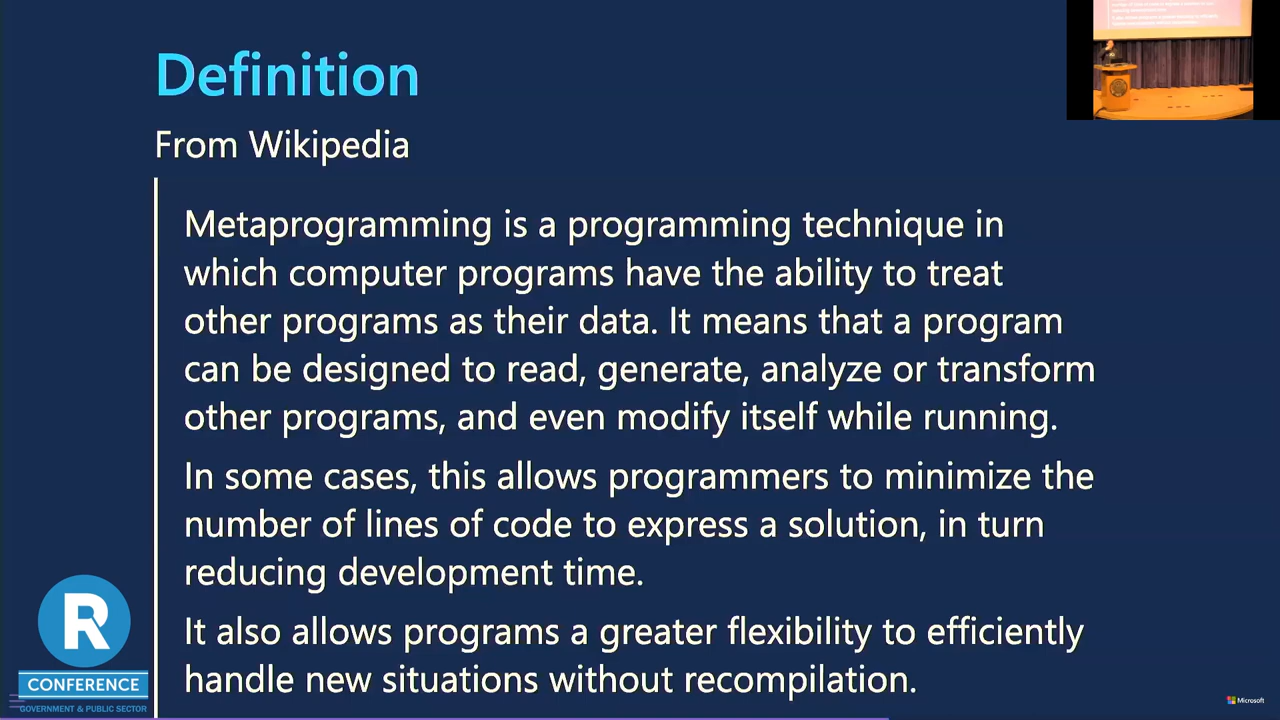 Definition
From Wikipedia
Metaprogramming is a programming technique in
which computer programs have the ability to treat
other programs as their data. It means that a program
can be designed to read, generate, analyze or transform
other programs, and even modify itself while running.
In some cases, this allows programmers to minimize the
number of lines of code to express a solution, in turn
reducing development time.
It also allows programs a greater flexibility to efficiently
handle new situations without recompilation.
R
CONFERENCE
GOVERNMENT & PUBLIC SECTOR
Microsoft